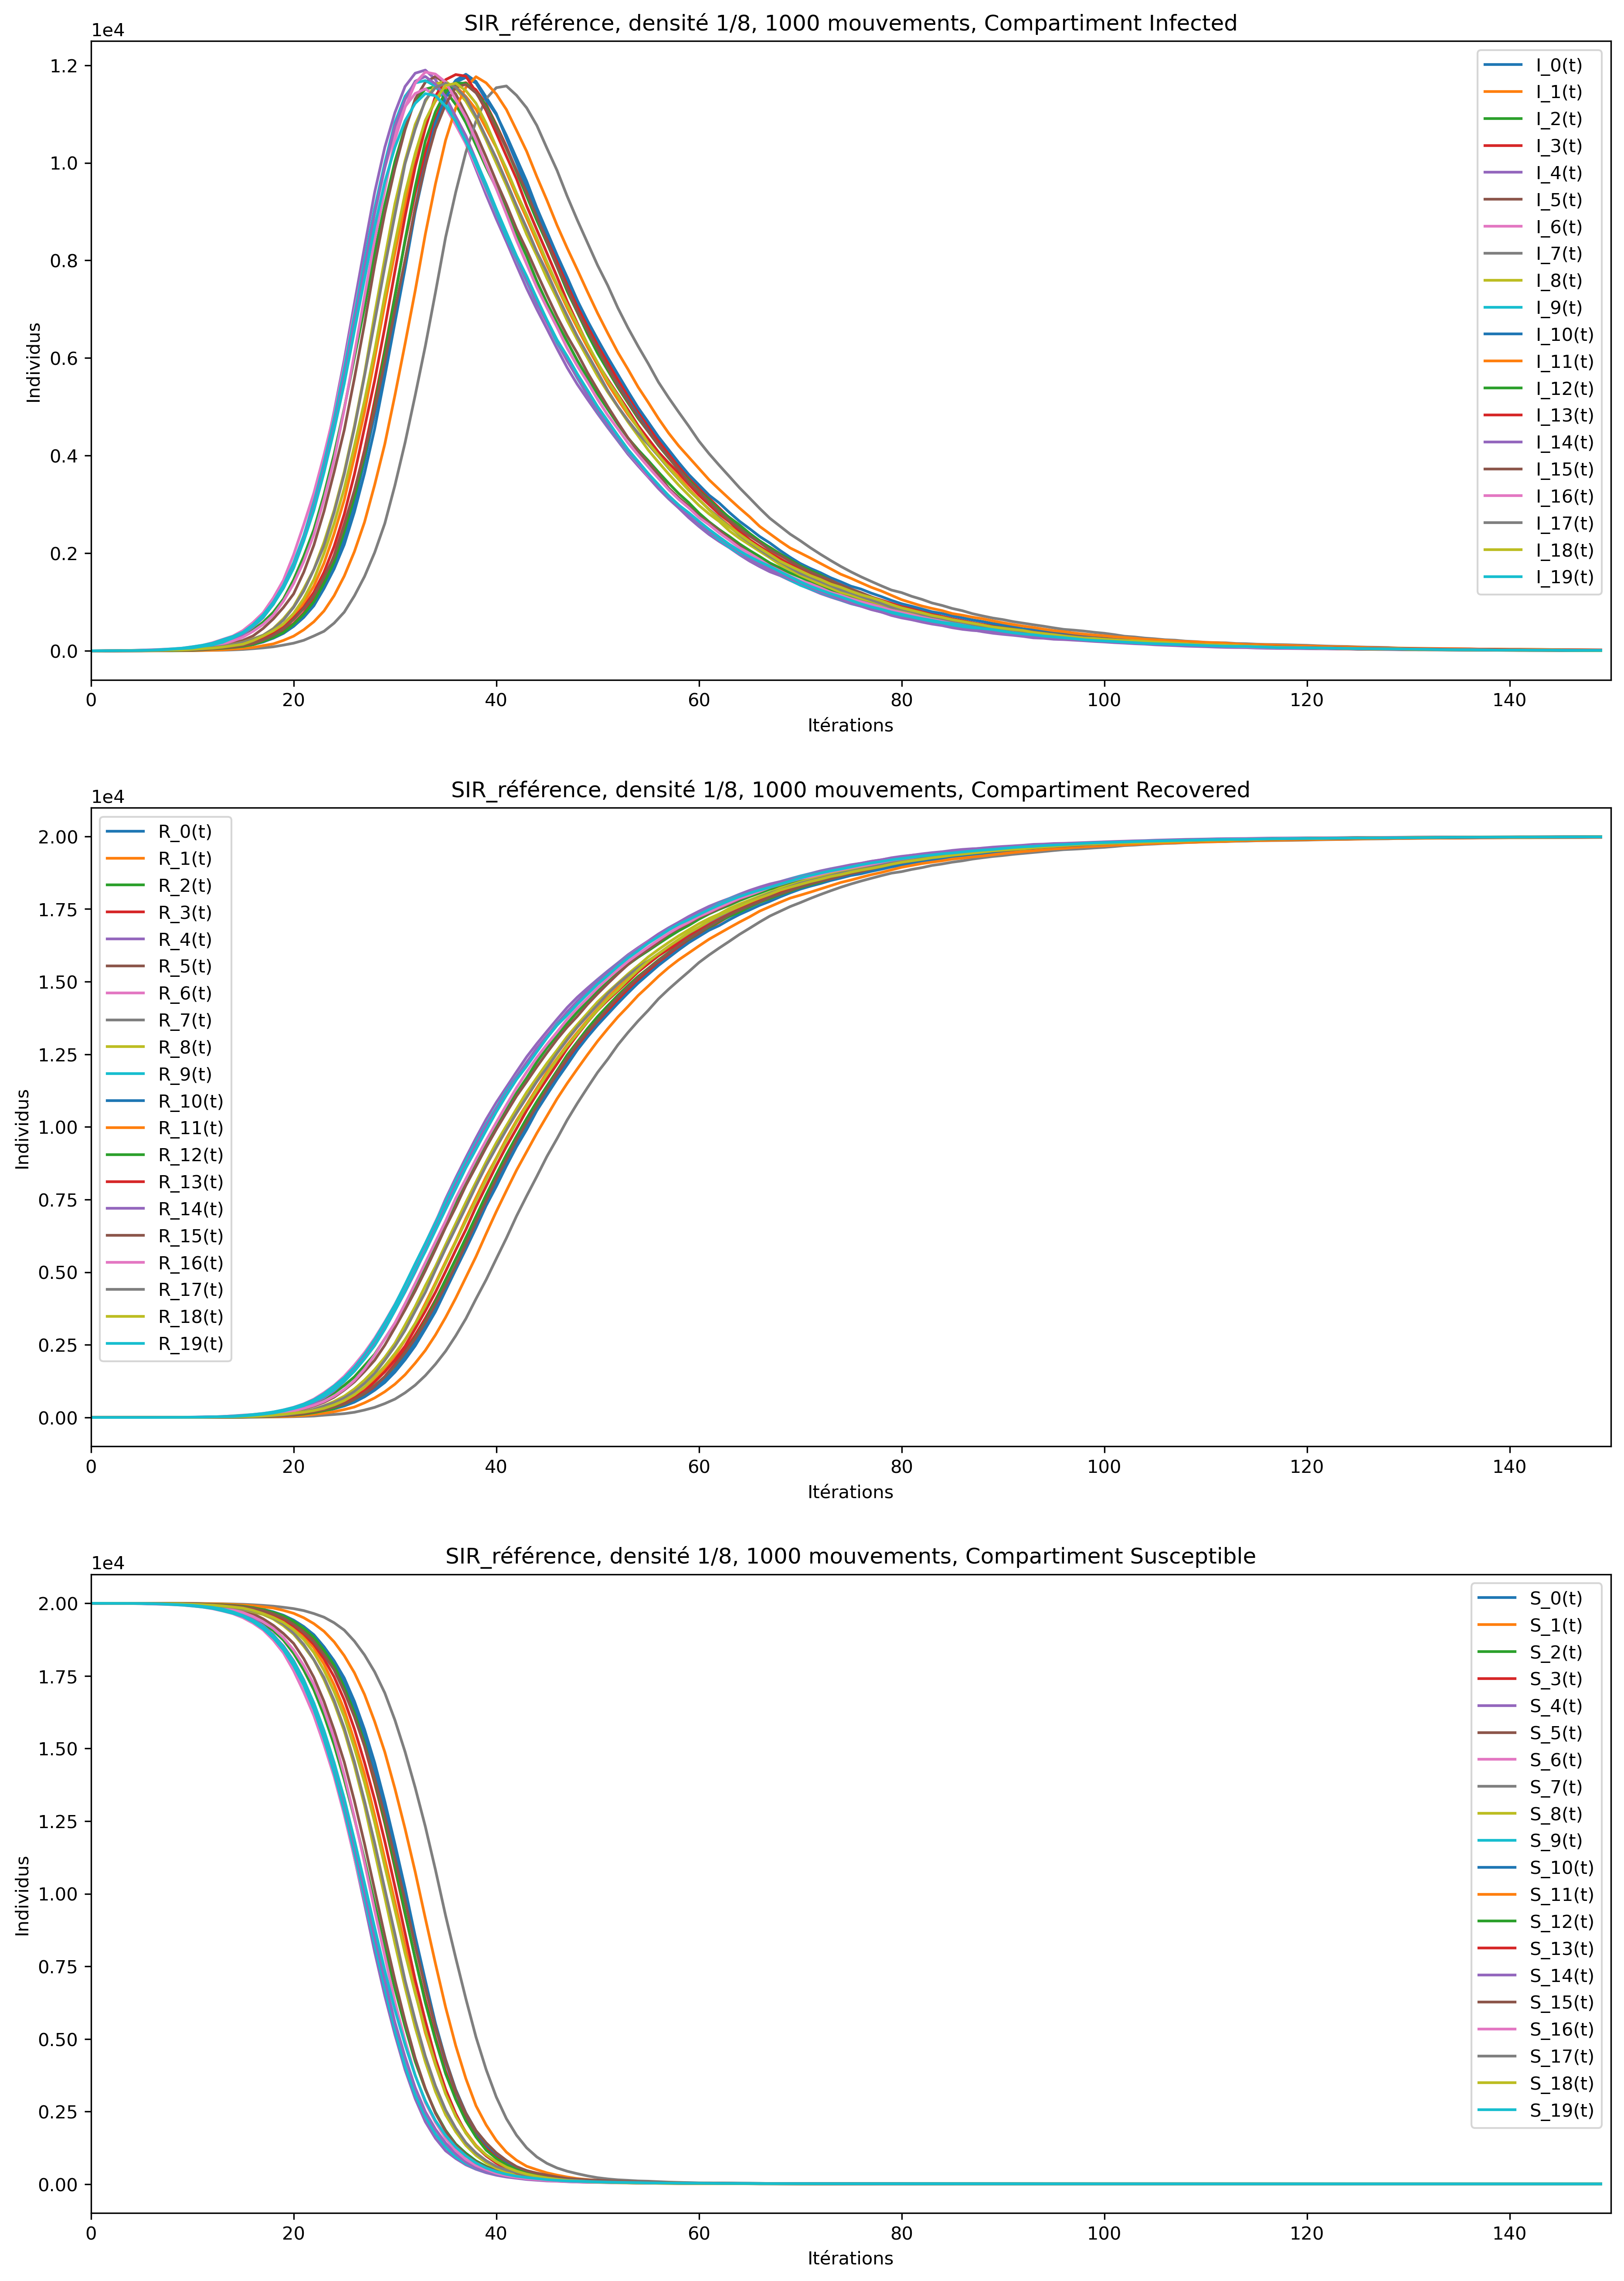 SIR_référence, densité 1/8, 1000 mouvements, Compartiment Infected
1e4
1.2
1.0
0.8
0.6
0.4
0.2
0.0
Individus
0 20 40 60 80 100 120 140
Itérations
I_0(t)
I_1(t)
I_2(t)
I_3(t)
I_4(t)
I_5(t)
I_6(t)
I_7(t)
I_8(t)
I_9(t)
I_10(t)
I_11(t)
I_12(t)
I_13(t)
I_14(t)
I_15(t)
I_16(t)
I_17(t)
I_18(t)
I_19(t)
SIR_référence, densité 1/8, 1000 mouvements, Compartiment Recovered
1e4
2.00
1.75
1.50
1.25
1.00
0.75
0.50
0.25
0.00
Individus
0 20 40 60 80 100 120 140
Itérations
R_0(t)
R_1(t)
R_2(t)
R_3(t)
R_4(t)
R_5(t)
R_6(t)
R_7(t)
R_8(t)
R_9(t)
R_10(t)
R_11(t)
R_12(t)
R_13(t)
R_14(t)
R_15(t)
R_16(t)
R_17(t)
R_18(t)
R_19(t)
SIR_référence, densité 1/8, 1000 mouvements, Compartiment Susceptible
1e4
2.00
1.75
1.50
1.25
1.00
0.75
0.50
0.25
0.00
Individus
0 20 40 60 80 100 120 140
Itérations
S_0(t)
S_1(t)
S_2(t)
S_3(t)
S_4(t)
S_5(t)
S_6(t)
S_7(t)
S_8(t)
S_9(t)
S_10(t)
S_11(t)
S_12(t)
S_13(t)
S_14(t)
S_15(t)
S_16(t)
S_17(t)
S_18(t)
S_19(t)